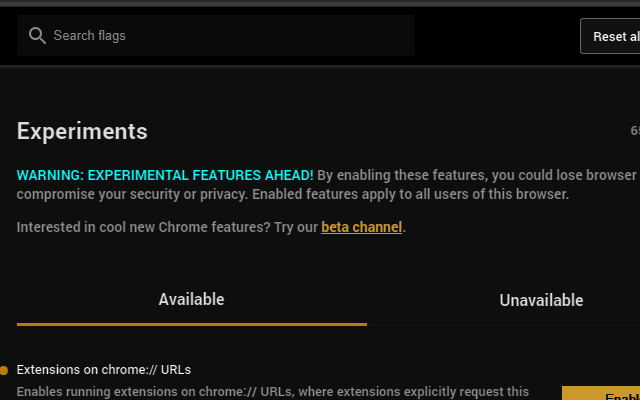 Search flags
Reset al
Experiments
WARNING: EXPERIMENTAL FEATURES AHEAD! By enabling these features, you could lose browser
compromise your security or privacy. Enabled features apply to all users of this browser.
Interested in cool new Chrome features? Try our beta channel.
Available
Unavailable
Extensions on chrome:// URLs
Enables running extensions on chrome:// URLs, where extensions explicitly request this